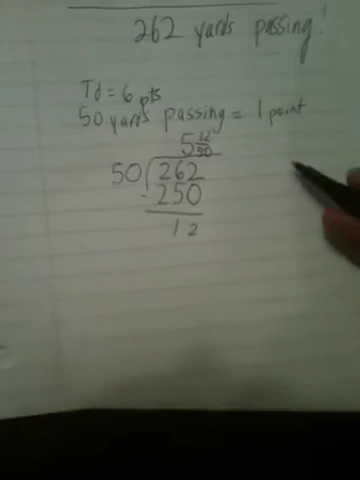 262 yards passing!
Td = 6 pts
50 yards passing = 1 point
5 12/50
50)262
- 250
12